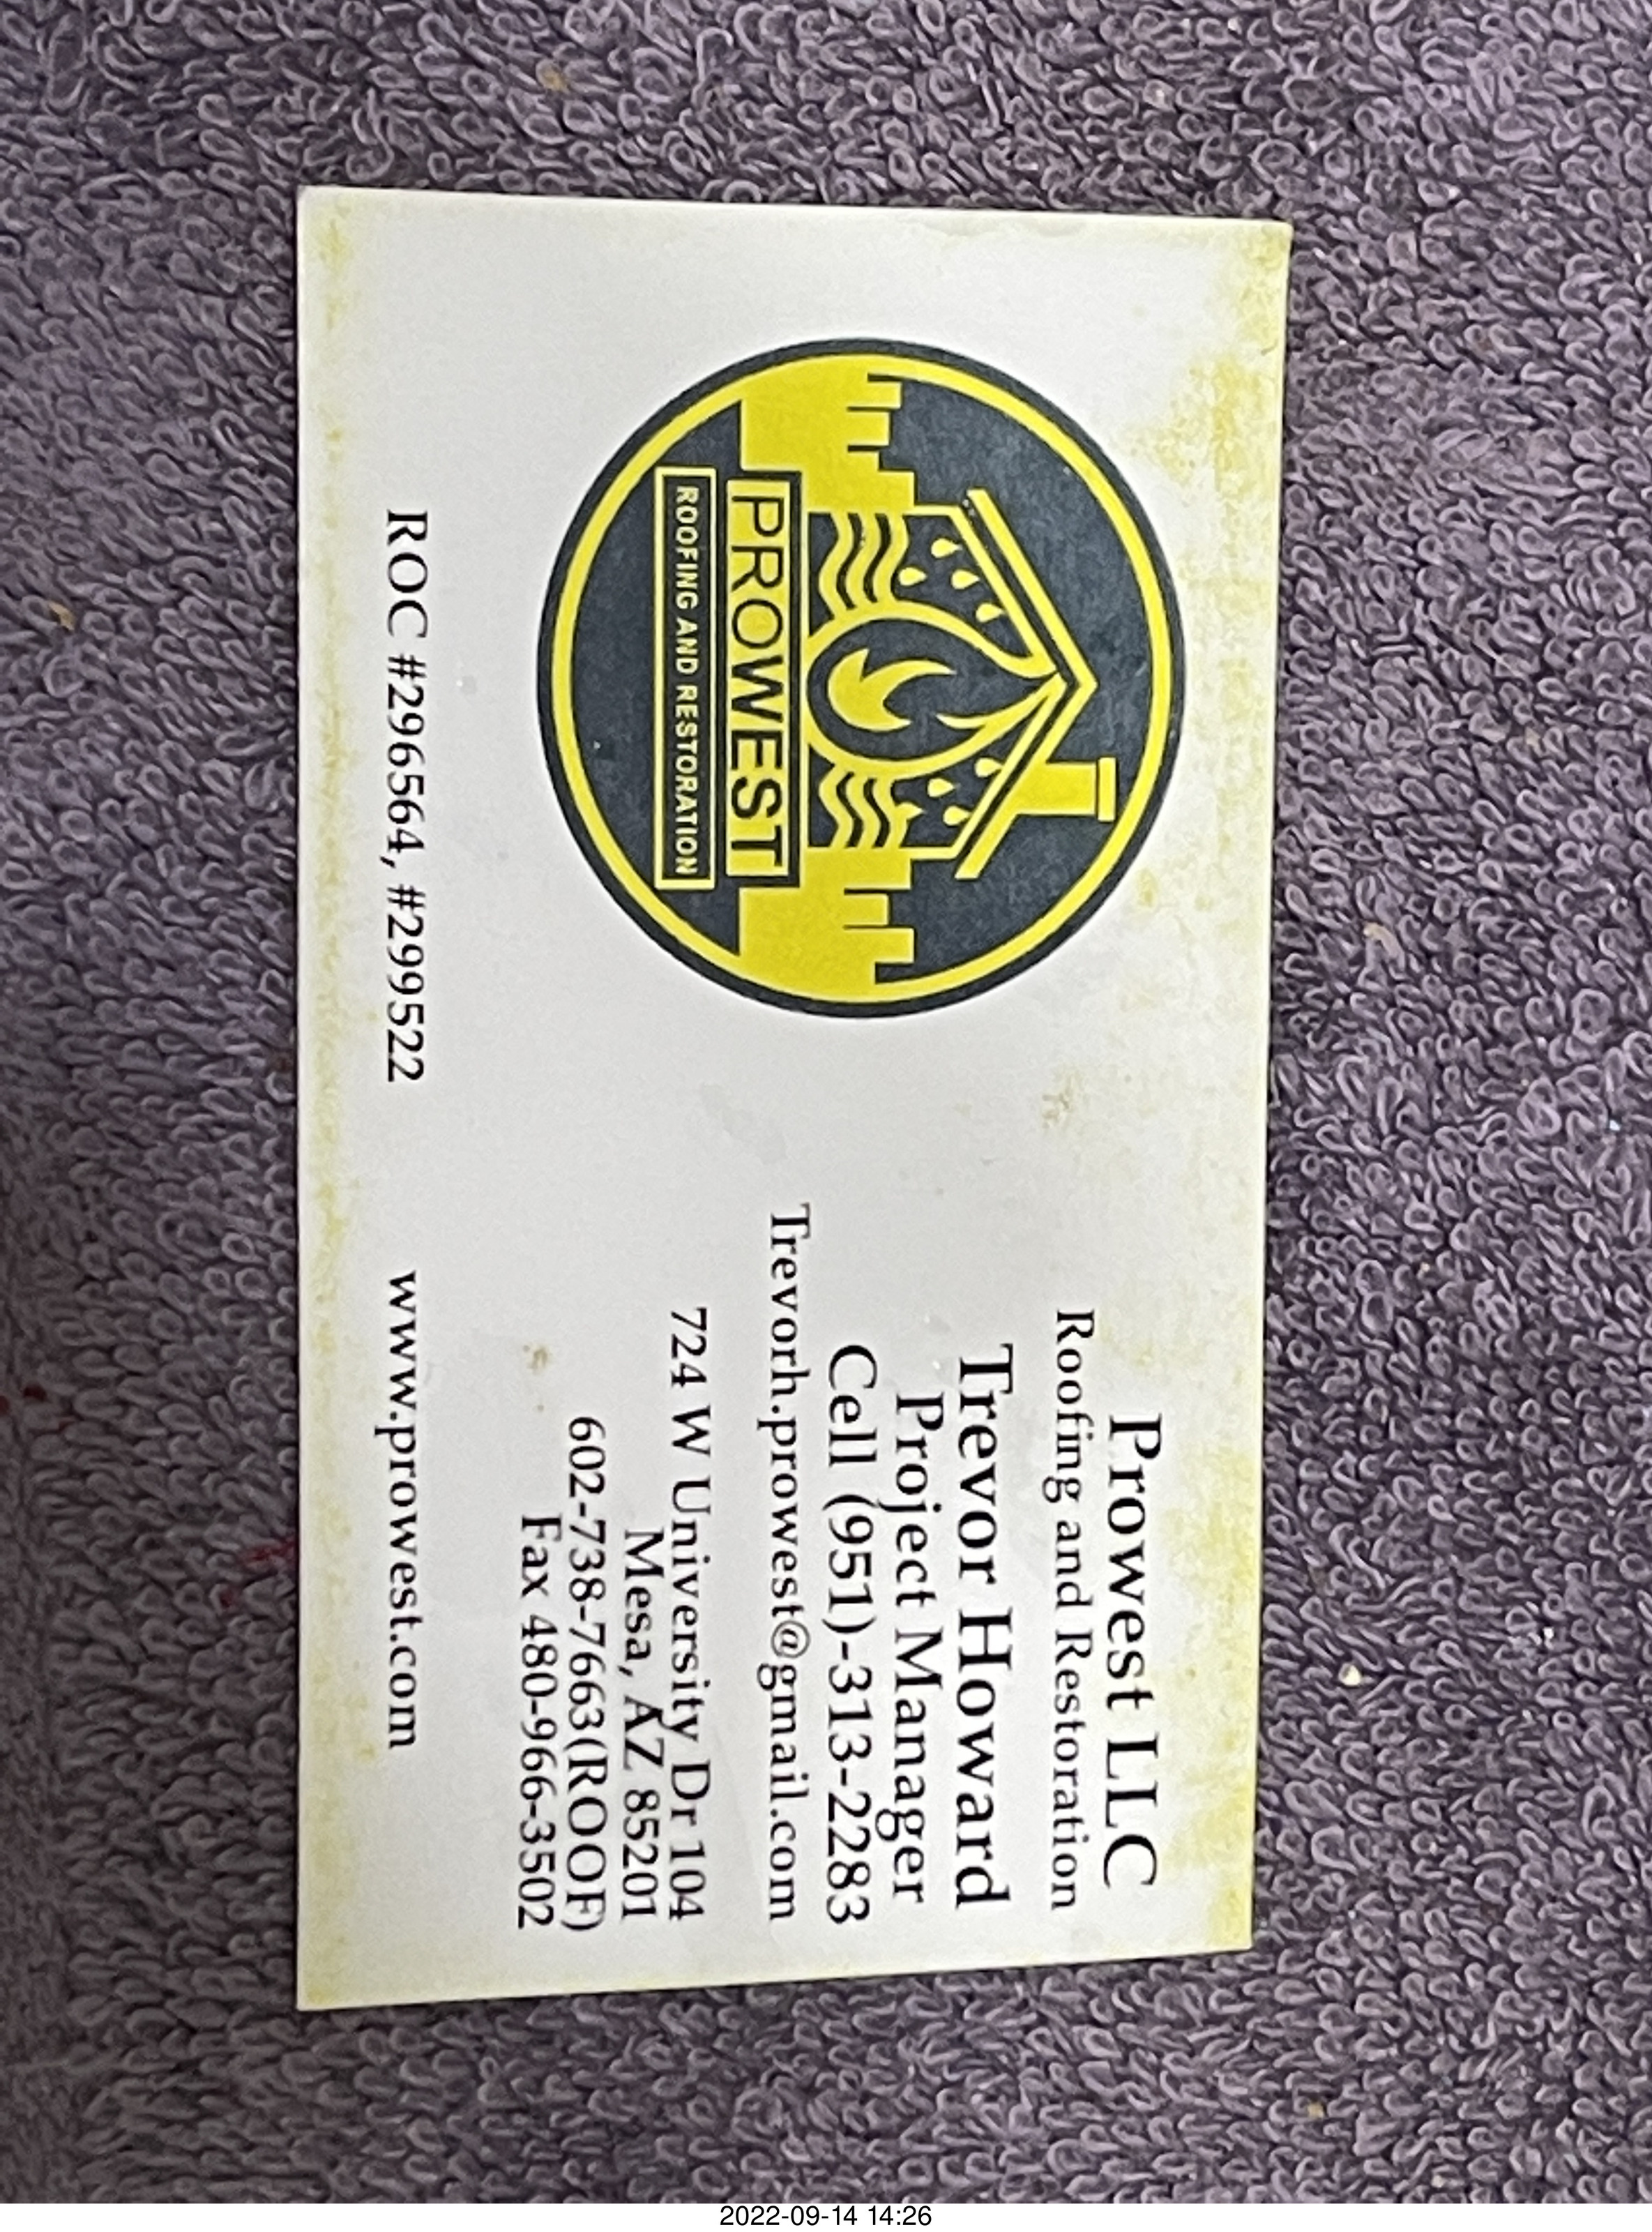 PROWEST
ROOFING AND RESTORATION
Prowest LLC
Roofing and Restoration
Trevor Howard
Project Manager
Cell (951)-313-2283
Trevorh.prowest@gmail.com
724 W University Dr 104
Mesa, AZ 85201
602-738-7663(ROOF)
Fax 480-966-3502
ROC #296564, #299522
www.prowest.com
2022-09-14 14:26